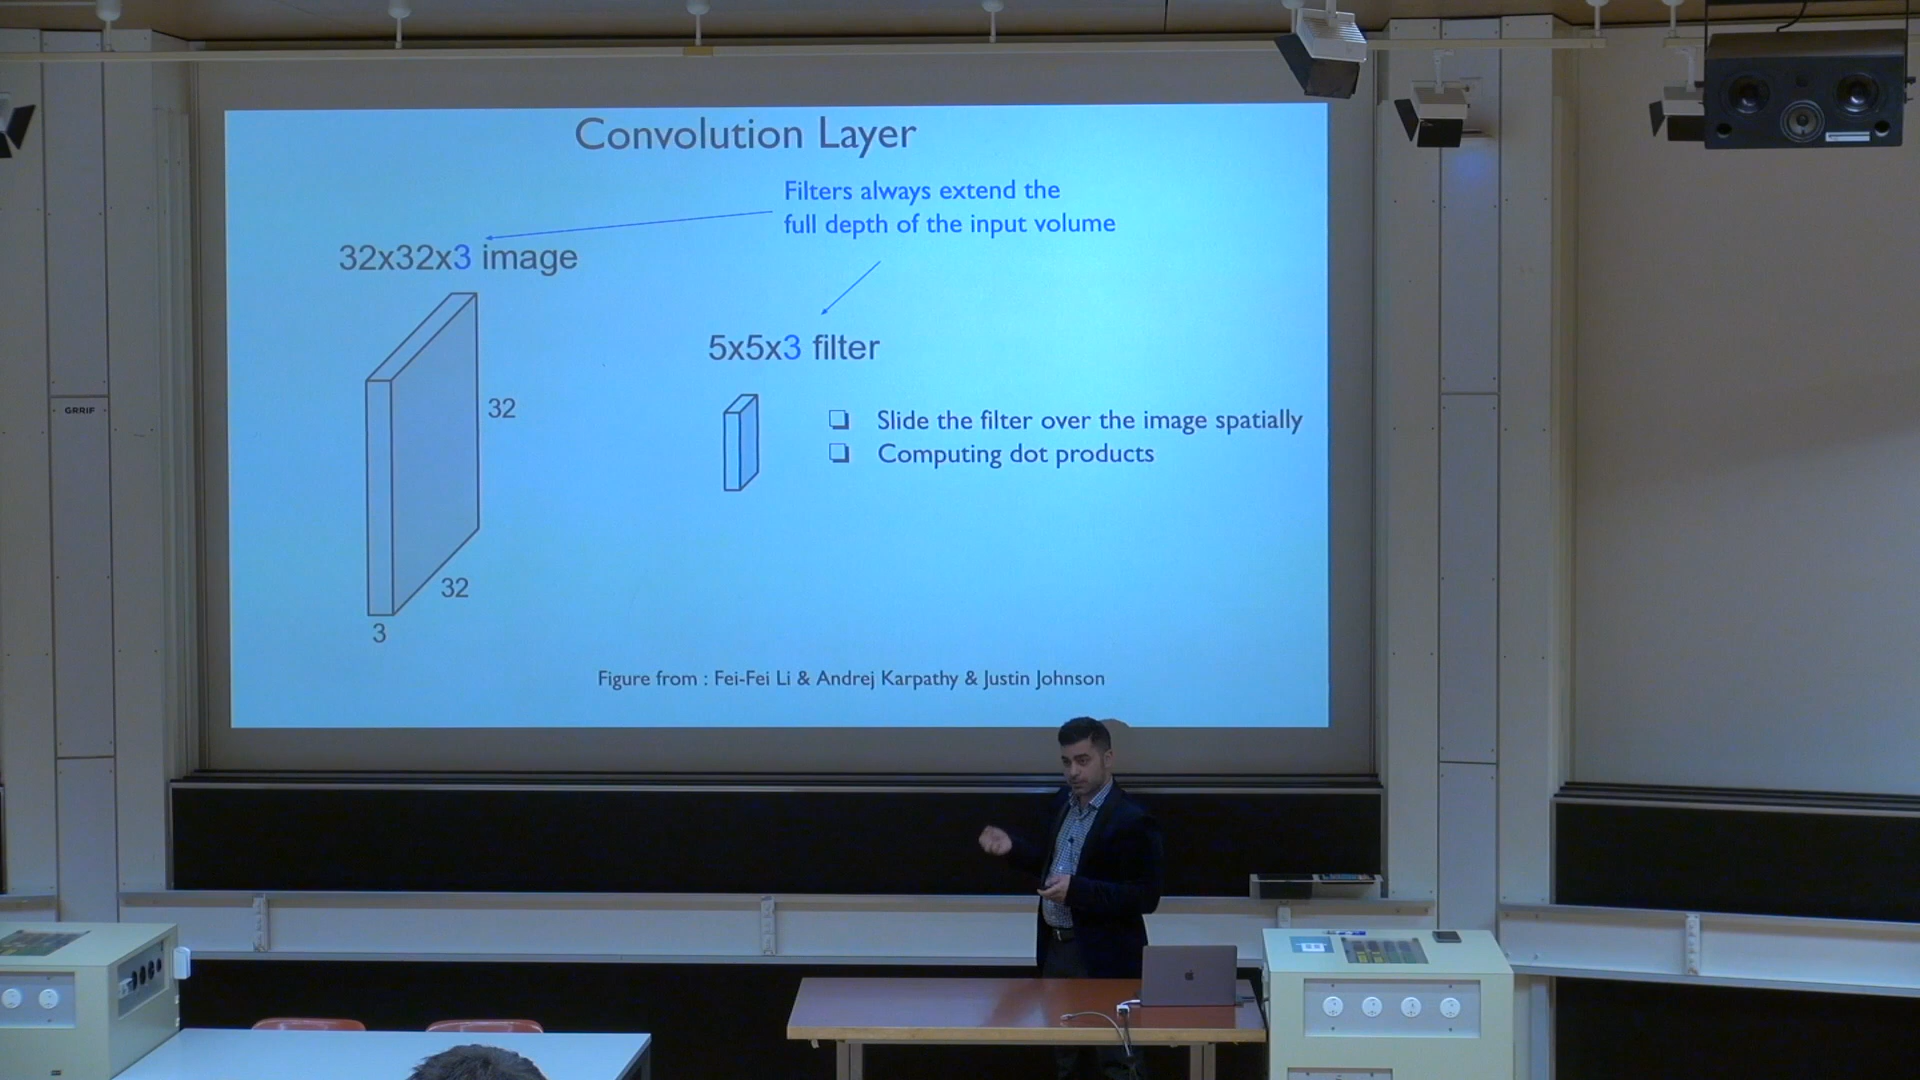 Convolution Layer
Filters always extend the
full depth of the input volume
32x32x3 image
5x5x3 filter
32
❏ Slide the filter over the image spatially
❏ Computing dot products
32
3
Figure from : Fei-Fei Li & Andrej Karpathy & Justin Johnson
GRRIF